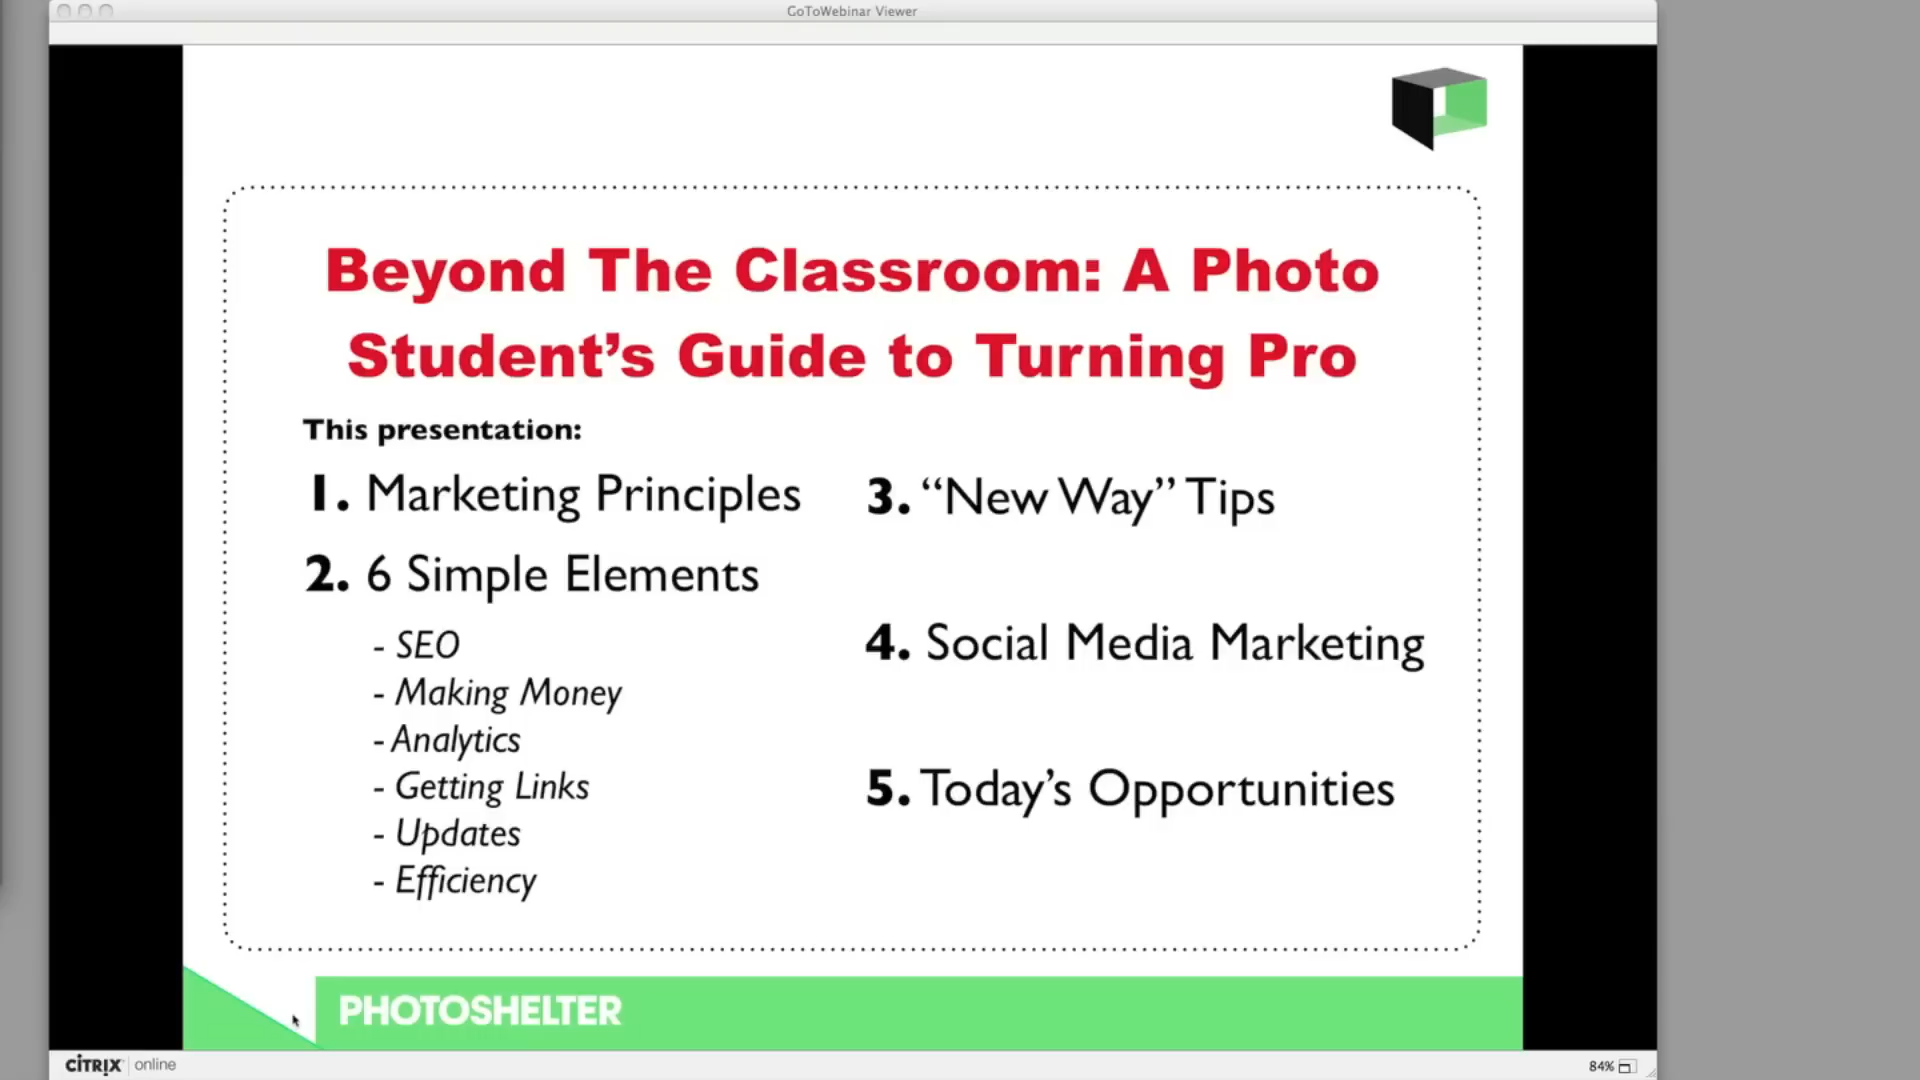 GoToWebinar Viewer
Beyond The Classroom: A Photo
Student’s Guide to Turning Pro
This presentation:
1. Marketing Principles
2. 6 Simple Elements
- SEO
- Making Money
- Analytics
- Getting Links
- Updates
- Efficiency
3. “New Way” Tips
4. Social Media Marketing
5. Today’s Opportunities
PHOTOSHELTER
CİTRIX online
84%